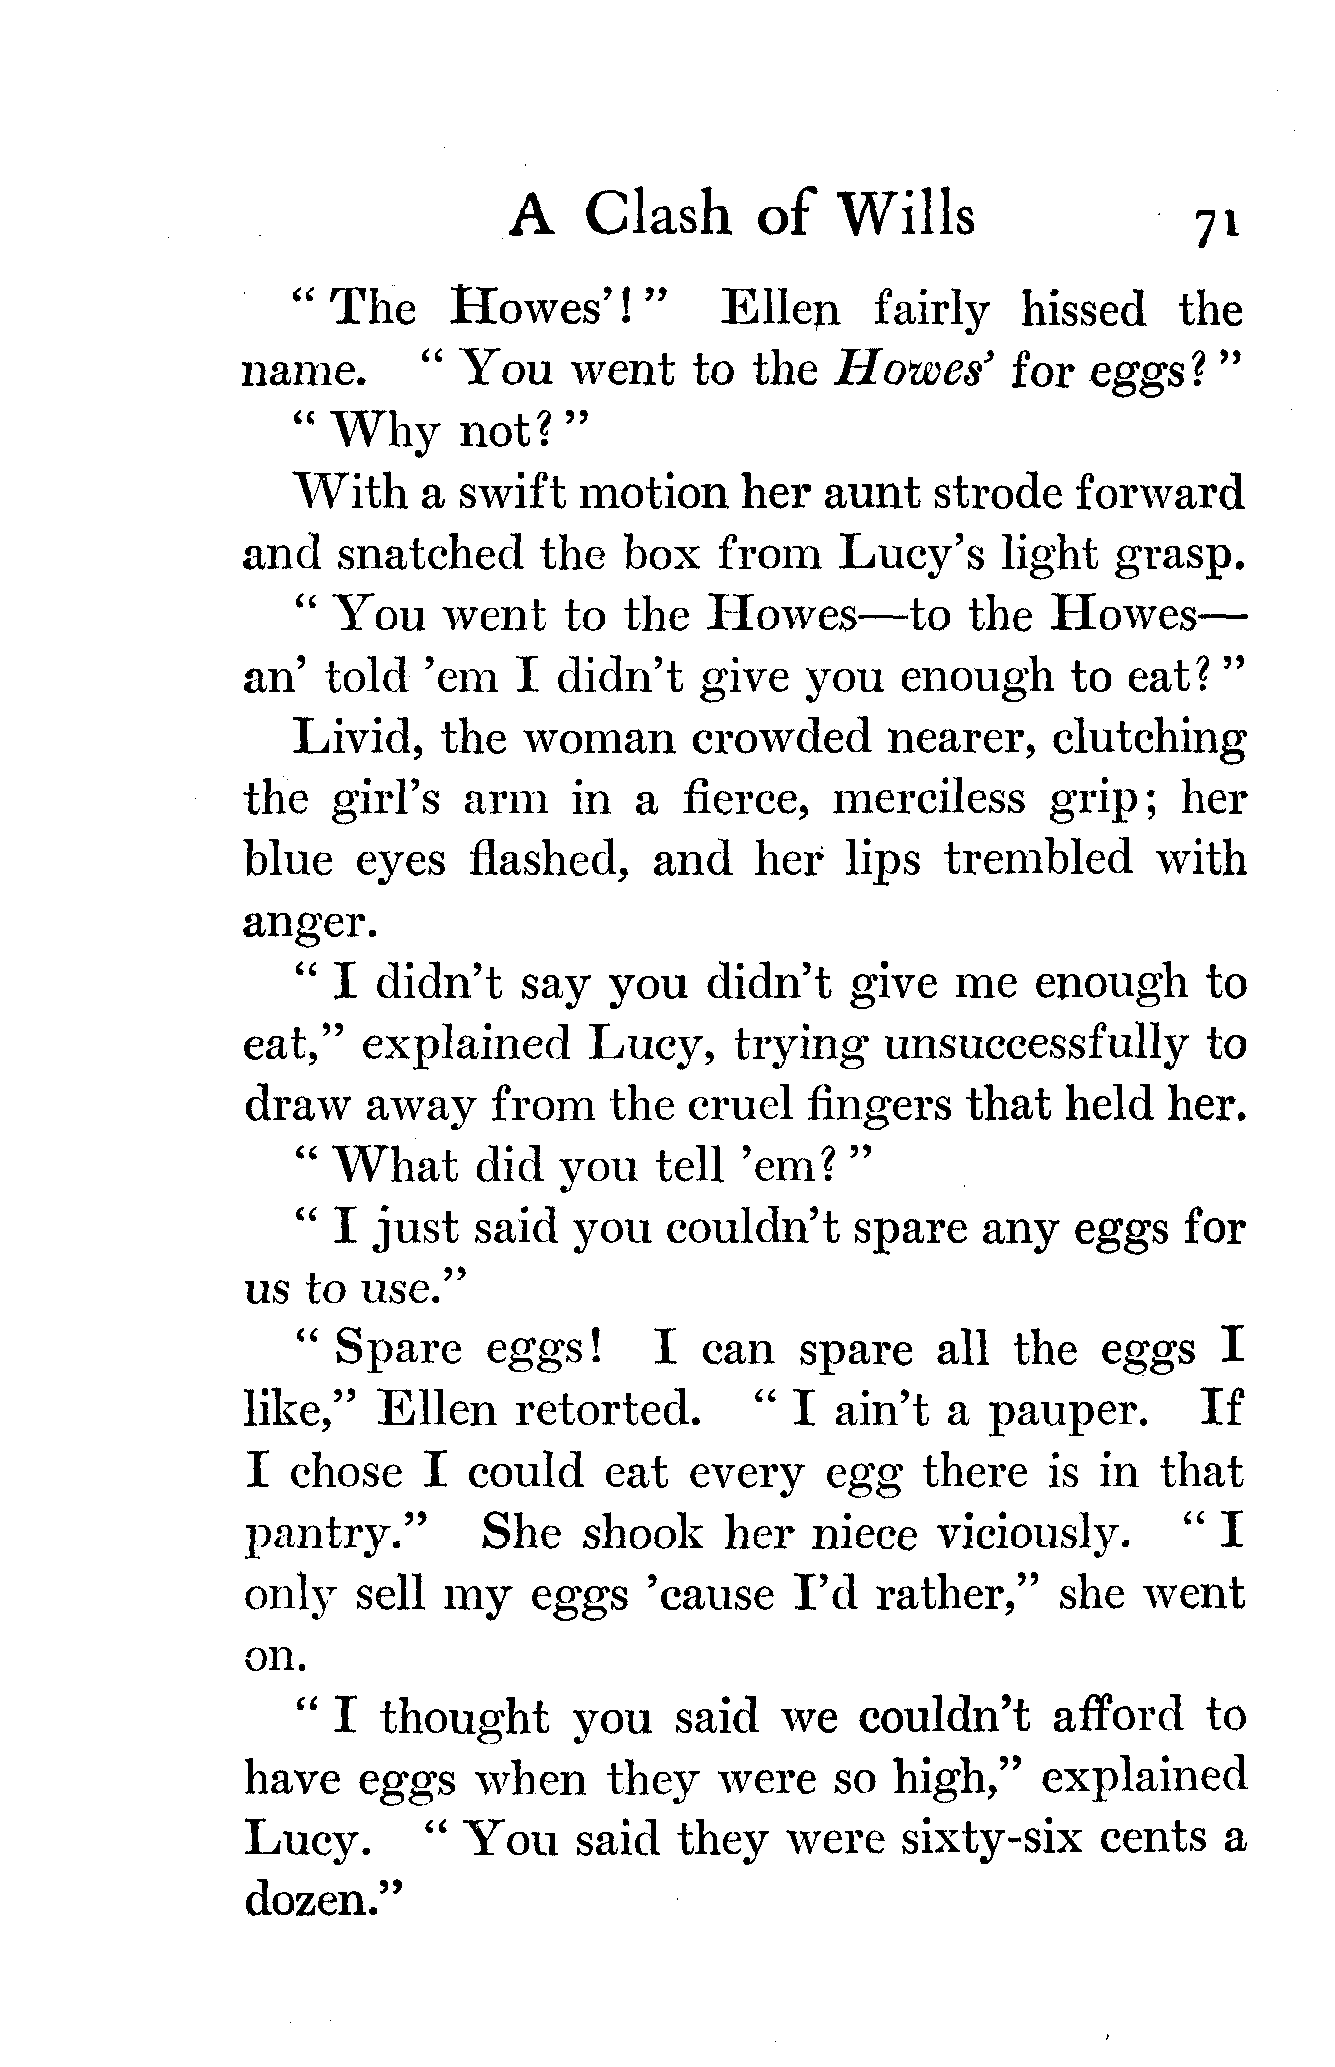 A Clash of Wills 71
“ The Howes’! ” Ellen fairly hissed the
name. “ You went to the Howes’ for eggs? ”
“ Why not? ”
With a swift motion her aunt strode forward
and snatched the box from Lucy’s light grasp.
“ You went to the Howes—to the Howes—
an’ told ’em I didn’t give you enough to eat? ”
Livid, the woman crowded nearer, clutching
the girl’s arm in a fierce, merciless grip; her
blue eyes flashed, and her lips trembled with
anger.
“ I didn’t say you didn’t give me enough to
eat,” explained Lucy, trying unsuccessfully to
draw away from the cruel fingers that held her.
“ What did you tell ’em? ”
“ I just said you couldn’t spare any eggs for
us to use.”
“ Spare eggs! I can spare all the eggs I
like,” Ellen retorted. “ I ain’t a pauper. If
I chose I could eat every egg there is in that
pantry.” She shook her niece viciously. “ I
only sell my eggs ’cause I’d rather,” she went
on.
“ I thought you said we couldn’t afford to
have eggs when they were so high,” explained
Lucy. “ You said they were sixty-six cents a
dozen.”